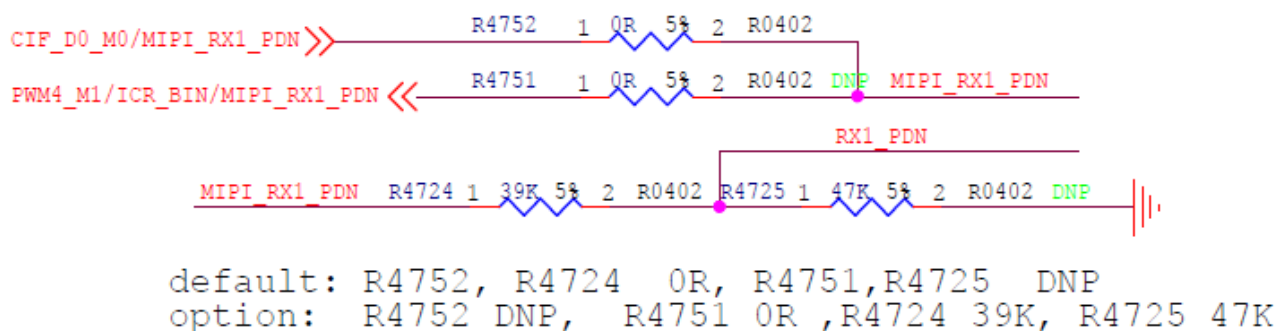 CIF_D0_M0/MIPI_RX1_PDN R4752 1 0R 5% 2 R0402
PWM4_M1/ICR_BIN/MIPI_RX1_PDN R4751 1 0R 5% 2 R0402 DNP MIPI_RX1_PDN
RX1_PDN
MIPI_RX1_PDN R4724 1 39K 5% 2 R0402 R4725 1 47K 5% 2 R0402 DNP
default: R4752, R4724 0R, R4751,R4725 DNP
option: R4752 DNP, R4751 0R ,R4724 39K, R4725 47K